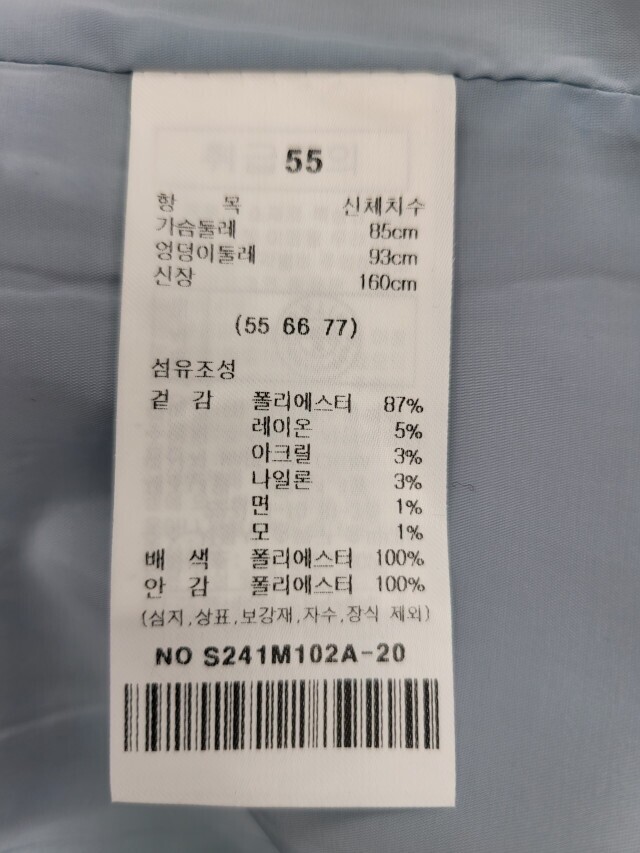 55
항 목 신체치수
가슴둘레 85cm
엉덩이둘레 93cm
신장 160cm
(55 66 77)
섬유조성
겉 감 폴리에스터 87%
레이온 5%
아크릴 3%
나일론 3%
면 1%
모 1%
배 색 폴리에스터 100%
안 감 폴리에스터 100%
(심지,상표,보강재,자수,장식 제외)
NO S241M102A-20